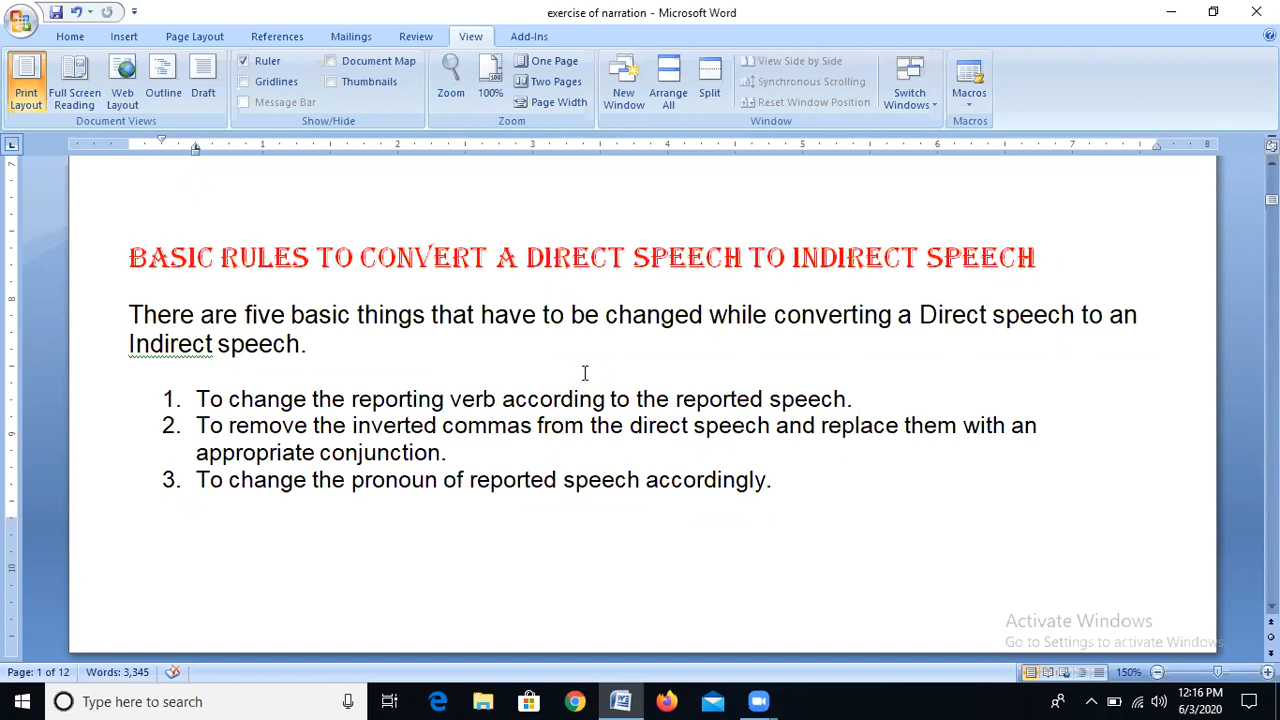 exercise of narration - Microsoft Word
Home Insert Page Layout References Mailings Review View Add-Ins
Print Layout
Full Screen Reading
Web Layout
Outline
Draft
Document Views
Ruler
Gridlines
Message Bar
Document Map
Thumbnails
Show/Hide
Zoom
100%
One Page
Two Pages
Page Width
Zoom
New Window
Arrange All
Split
View Side by Side
Synchronous Scrolling
Reset Window Position
Window
Switch Windows
Macros
Macros
1 2 3 4 5 6 7 8
BASIC RULES TO CONVERT A DIRECT SPEECH TO INDIRECT SPEECH
There are five basic things that have to be changed while converting a Direct speech to an
Indirect speech.
1. To change the reporting verb according to the reported speech.
2. To remove the inverted commas from the direct speech and replace them with an
appropriate conjunction.
3. To change the pronoun of reported speech accordingly.
Activate Windows
Go to Settings to activate Windows.
Page: 1 of 12 Words: 3,345 150%
Type here to search
12:16 PM
6/3/2020